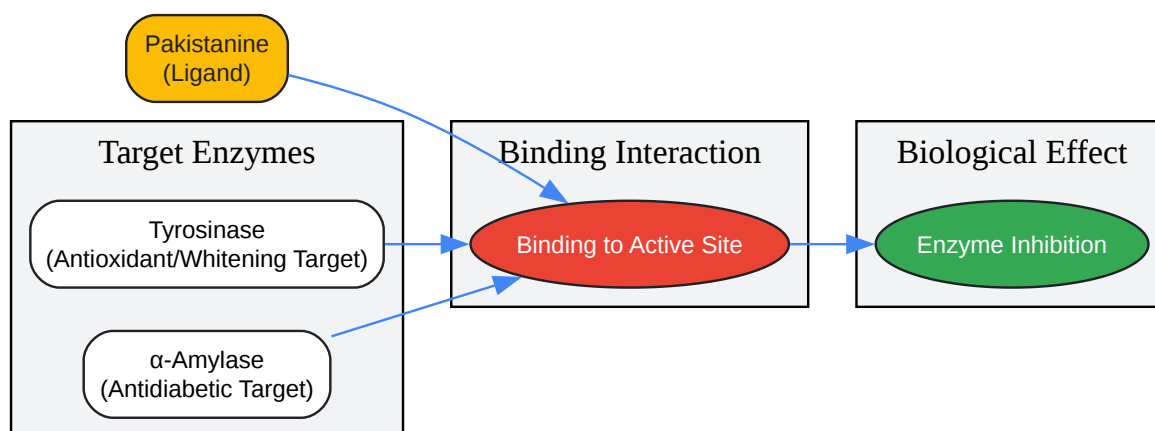 Pakistanine
(Ligand)
Target Enzymes
Binding Interaction
Biological Effect
Tyrosinase
(Antioxidant/Whitening Target)
Binding to Active Site
Enzyme Inhibition
α-Amylase
(Antidiabetic Target)